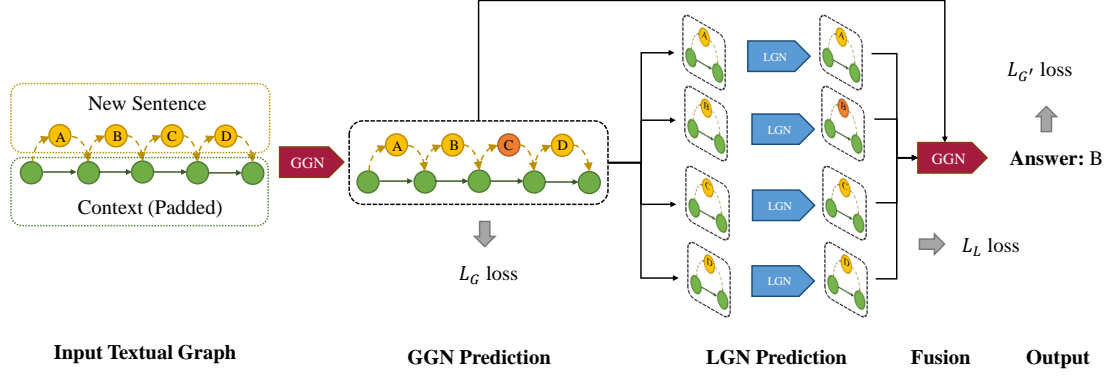 New Sentence
A B C D
Context (Padded)
GGN
A B C D
L_G loss
A LGN A
B LGN B
C LGN C
D LGN D
GGN
L_G' loss
Answer: B
L_L loss
Input Textual Graph
GGN Prediction
LGN Prediction
Fusion
Output